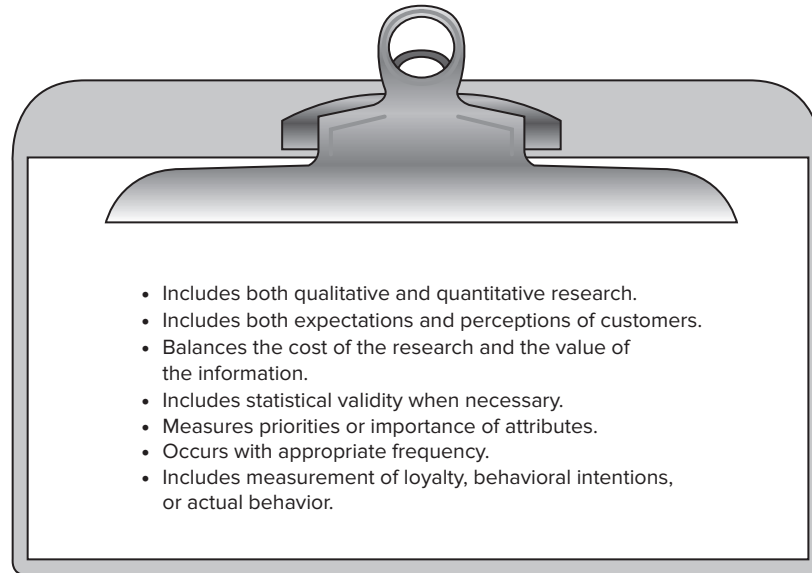 • Includes both qualitative and quantitative research.
• Includes both expectations and perceptions of customers.
• Balances the cost of the research and the value of
the information.
• Includes statistical validity when necessary.
• Measures priorities or importance of attributes.
• Occurs with appropriate frequency.
• Includes measurement of loyalty, behavioral intentions,
or actual behavior.